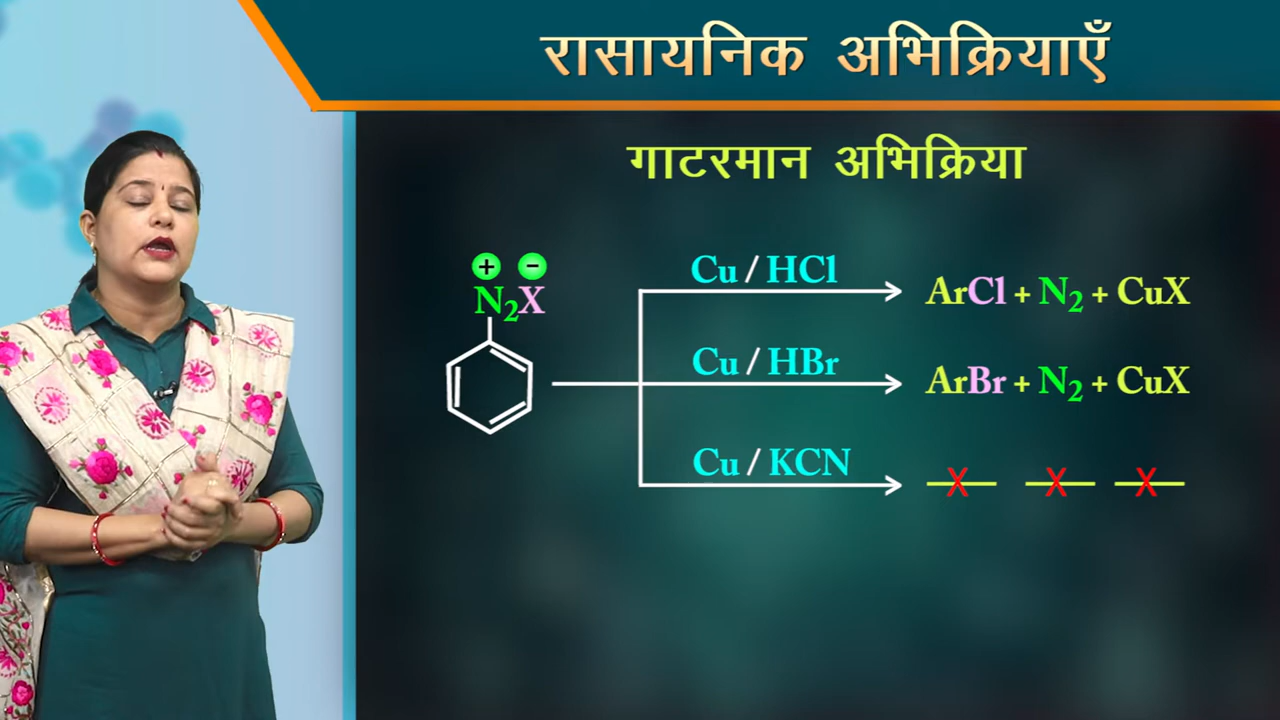 रासायनिक अभिक्रियाएँ
गाटरमान अभिक्रिया
⊕ ⊖
N₂X
Cu / HCl
ArCl + N₂ + CuX
Cu / HBr
ArBr + N₂ + CuX
Cu / KCN
X X X